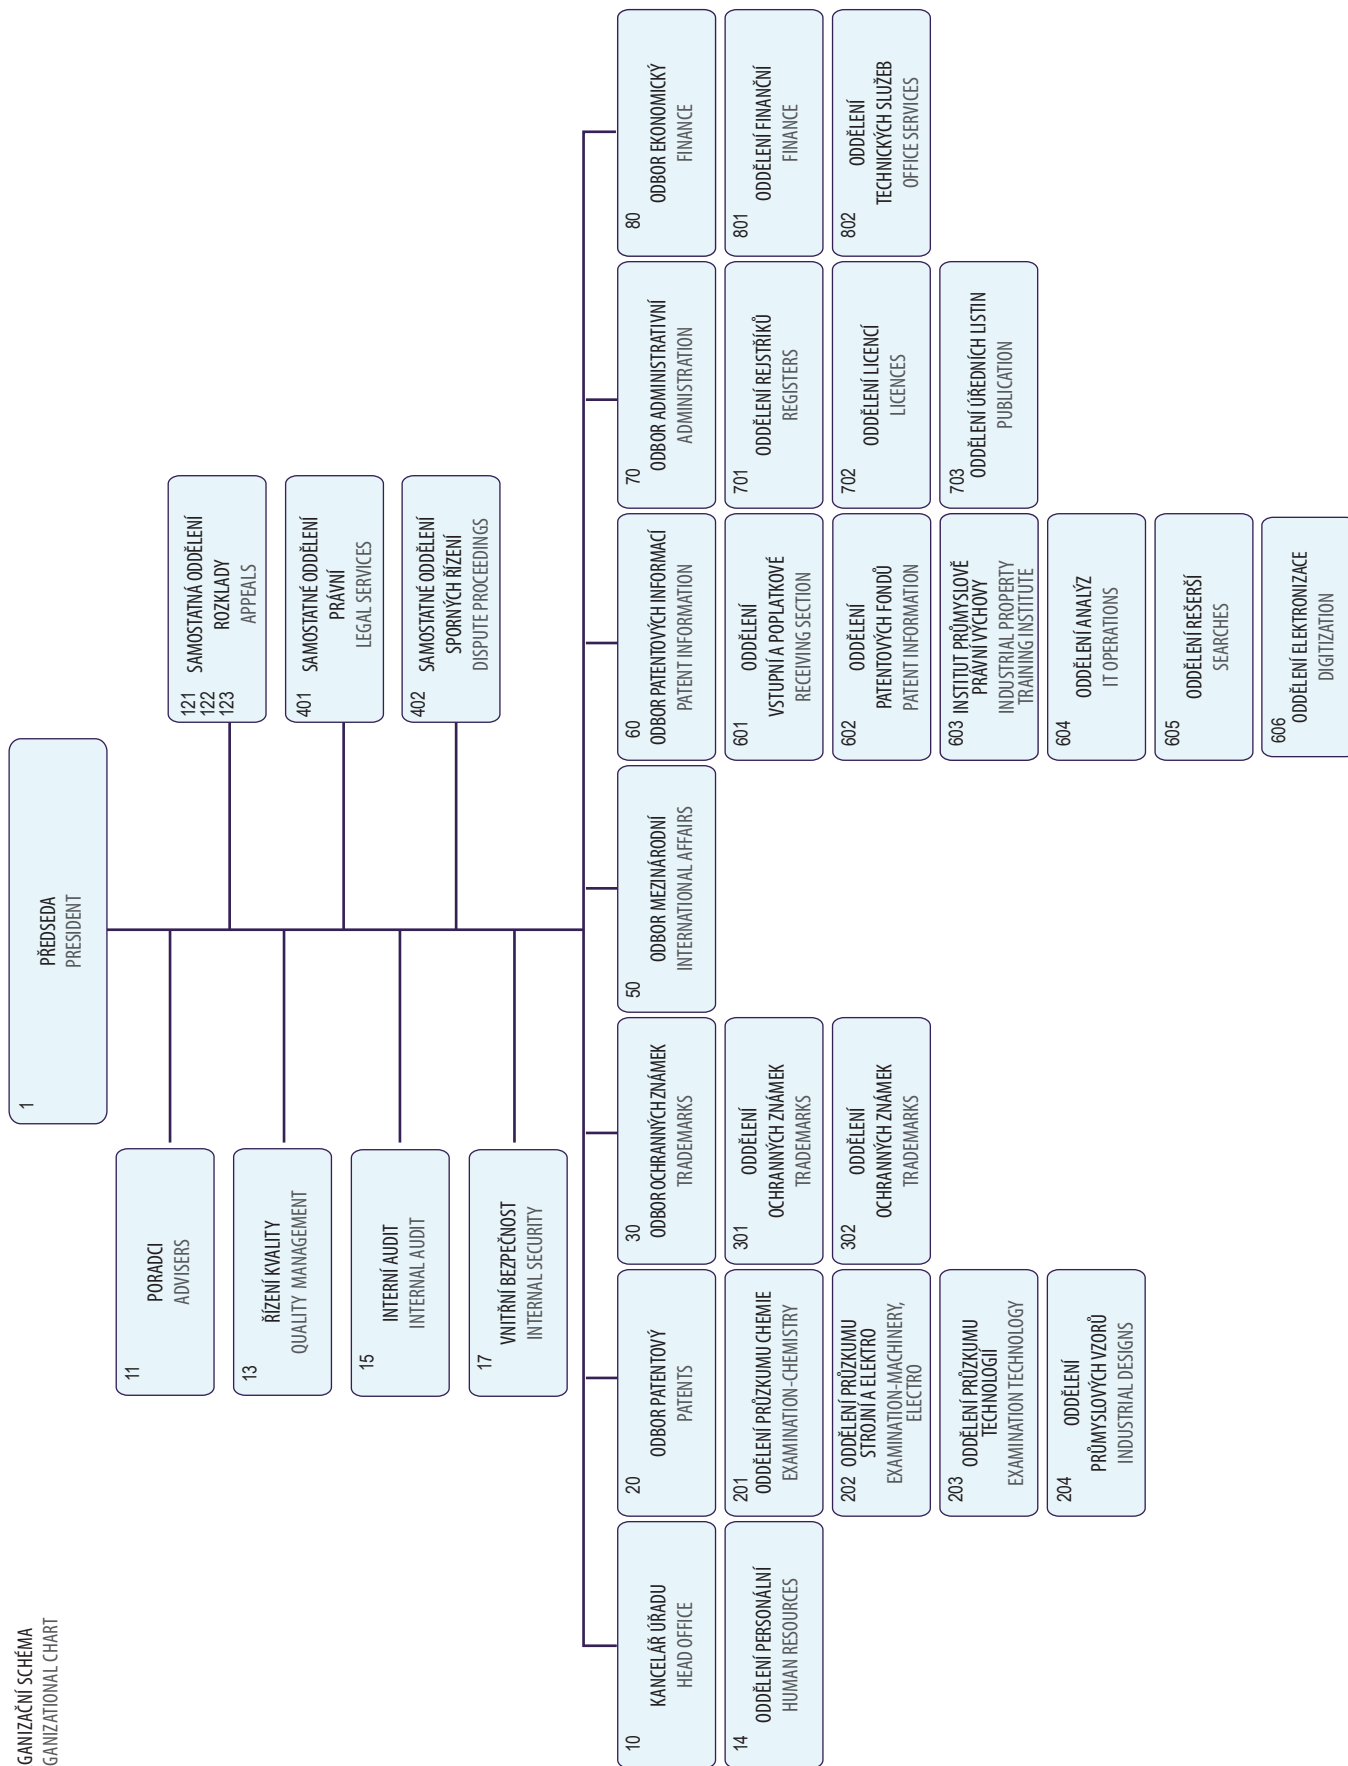 GANIZAČNÍ SCHÉMA
GANIZATIONAL CHART
1
PŘEDSEDA
PRESIDENT
11
PORADCI
ADVISERS
13
ŘÍZENÍ KVALITY
QUALITY MANAGEMENT
15
INTERNÍ AUDIT
INTERNAL AUDIT
17
VNITŘNÍ BEZPEČNOST
INTERNAL SECURITY
121
122
123
SAMOSTATNÁ ODDĚLENÍ
ROZKLADY
APPEALS
401
SAMOSTATNÉ ODDĚLENÍ
PRÁVNÍ
LEGAL SERVICES
402
SAMOSTATNÉ ODDĚLENÍ
SPORNÝCH ŘÍZENÍ
DISPUTE PROCEEDINGS
10
KANCELÁŘ ÚŘADU
HEAD OFFICE
14
ODDĚLENÍ PERSONÁLNÍ
HUMAN RESOURCES
20
ODBOR PATENTOVÝ
PATENTS
201
ODDĚLENÍ PRŮZKUMU CHEMIE
EXAMINATION-CHEMISTRY
202
ODDĚLENÍ PRŮZKUMU
STROJNÍ A ELEKTRO
EXAMINATION-MACHINERY,
ELECTRO
203
ODDĚLENÍ PRŮZKUMU
TECHNOLOGIÍ
EXAMINATION TECHNOLOGY
204
ODDĚLENÍ
PRŮMYSLOVÝCH VZORŮ
INDUSTRIAL DESIGNS
30
ODBOR OCHRANNÝCH ZNÁMEK
TRADEMARKS
301
ODDĚLENÍ
OCHRANNÝCH ZNÁMEK
TRADEMARKS
302
ODDĚLENÍ
OCHRANNÝCH ZNÁMEK
TRADEMARKS
50
ODBOR MEZINÁRODNÍ
INTERNATIONAL AFFAIRS
60
ODBOR PATENTOVÝCH INFORMACÍ
PATENT INFORMATION
601
ODDĚLENÍ
VSTUPNÍ A POPLATKOVÉ
RECEIVING SECTION
602
ODDĚLENÍ
PATENTOVÝCH FONDŮ
PATENT INFORMATION
603
INSTITUT PRŮMYSLOVĚ
PRÁVNÍ VÝCHOVY
INDUSTRIAL PROPERTY
TRAINING INSTITUTE
604
ODDĚLENÍ ANALÝZ
IT OPERATIONS
605
ODDĚLENÍ REŠERŠÍ
SEARCHES
606
ODDĚLENÍ ELEKTRONIZACE
DIGITIZATION
70
ODBOR ADMINISTRATIVNÍ
ADMINISTRATION
701
ODDĚLENÍ REJSTŘÍKŮ
REGISTERS
702
ODDĚLENÍ LICENCÍ
LICENCES
703
ODDĚLENÍ ÚŘEDNÍCH LISTIN
PUBLICATION
80
ODBOR EKONOMICKÝ
FINANCE
801
ODDĚLENÍ FINANČNÍ
FINANCE
802
ODDĚLENÍ
TECHNICKÝCH SLUŽEB
OFFICE SERVICES